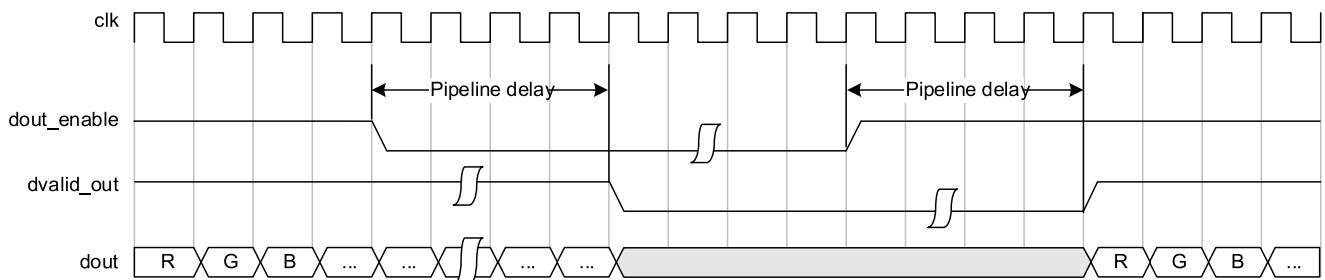 clk
Pipeline delay Pipeline delay
dout_enable
dvalid_out
dout R G B ... ... ... ... R G B ...